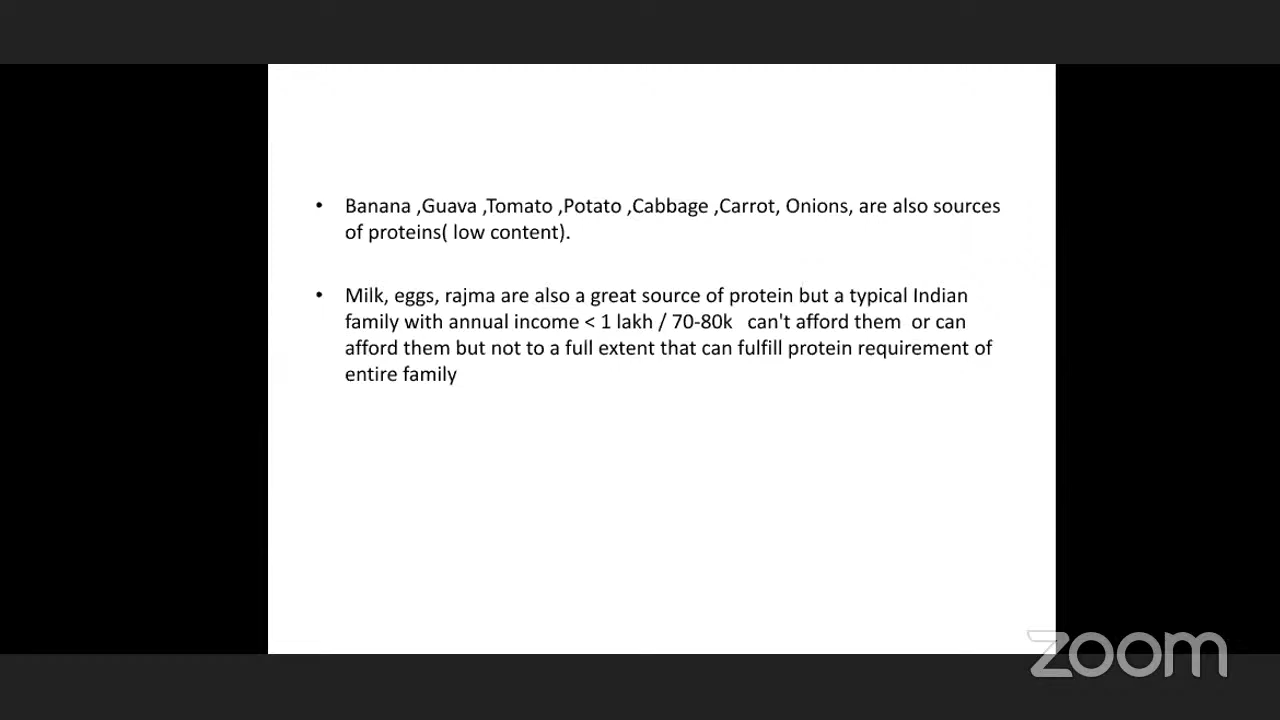 • Banana ,Guava ,Tomato ,Potato ,Cabbage ,Carrot, Onions, are also sources
of proteins( low content).
• Milk, eggs, rajma are also a great source of protein but a typical Indian
family with annual income < 1 lakh / 70-80k   can't afford them  or can
afford them but not to a full extent that can fulfill protein requirement of
entire family
zoom